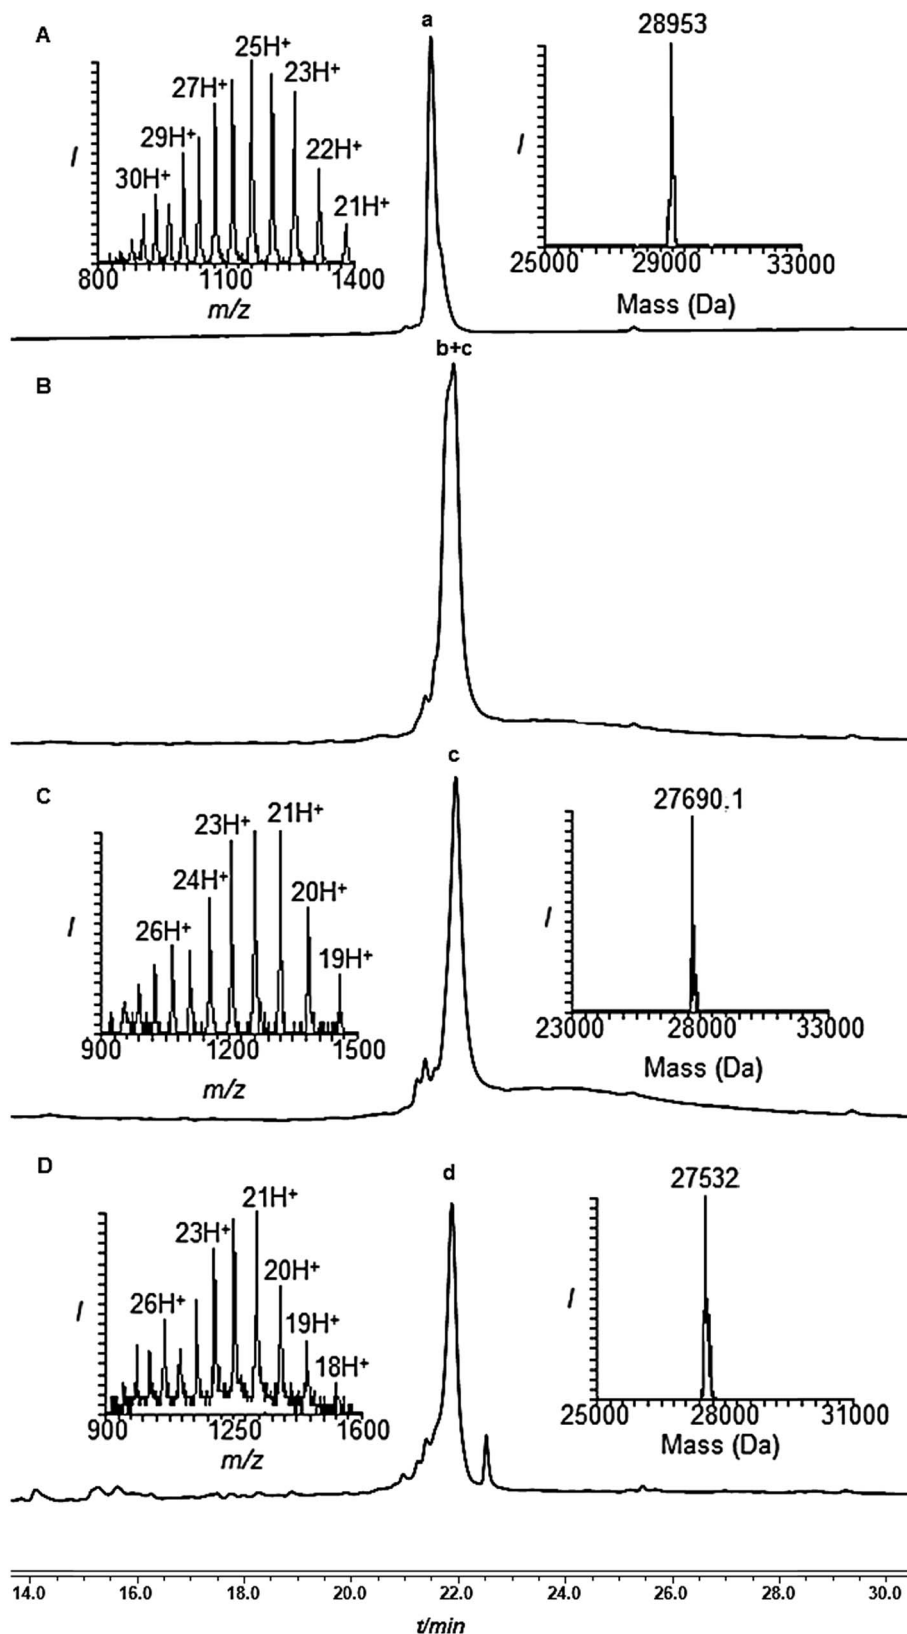 A
a
25H+
23H+
27H+
29H+
22H+
30H+
21H+
I
800 1100 1400
m/z
28953
I
25000 29000 33000
Mass (Da)
b+c
B
c
C
21H+
23H+
24H+
20H+
26H+
19H+
I
900 1200 1500
m/z
27690.1
I
23000 28000 33000
Mass (Da)
D
d
21H+
23H+
20H+
26H+
19H+
18H+
I
900 1250 1600
m/z
27532
I
25000 28000 31000
Mass (Da)
14.0 16.0 18.0 20.0 22.0 24.0 26.0 28.0 30.0
t/min